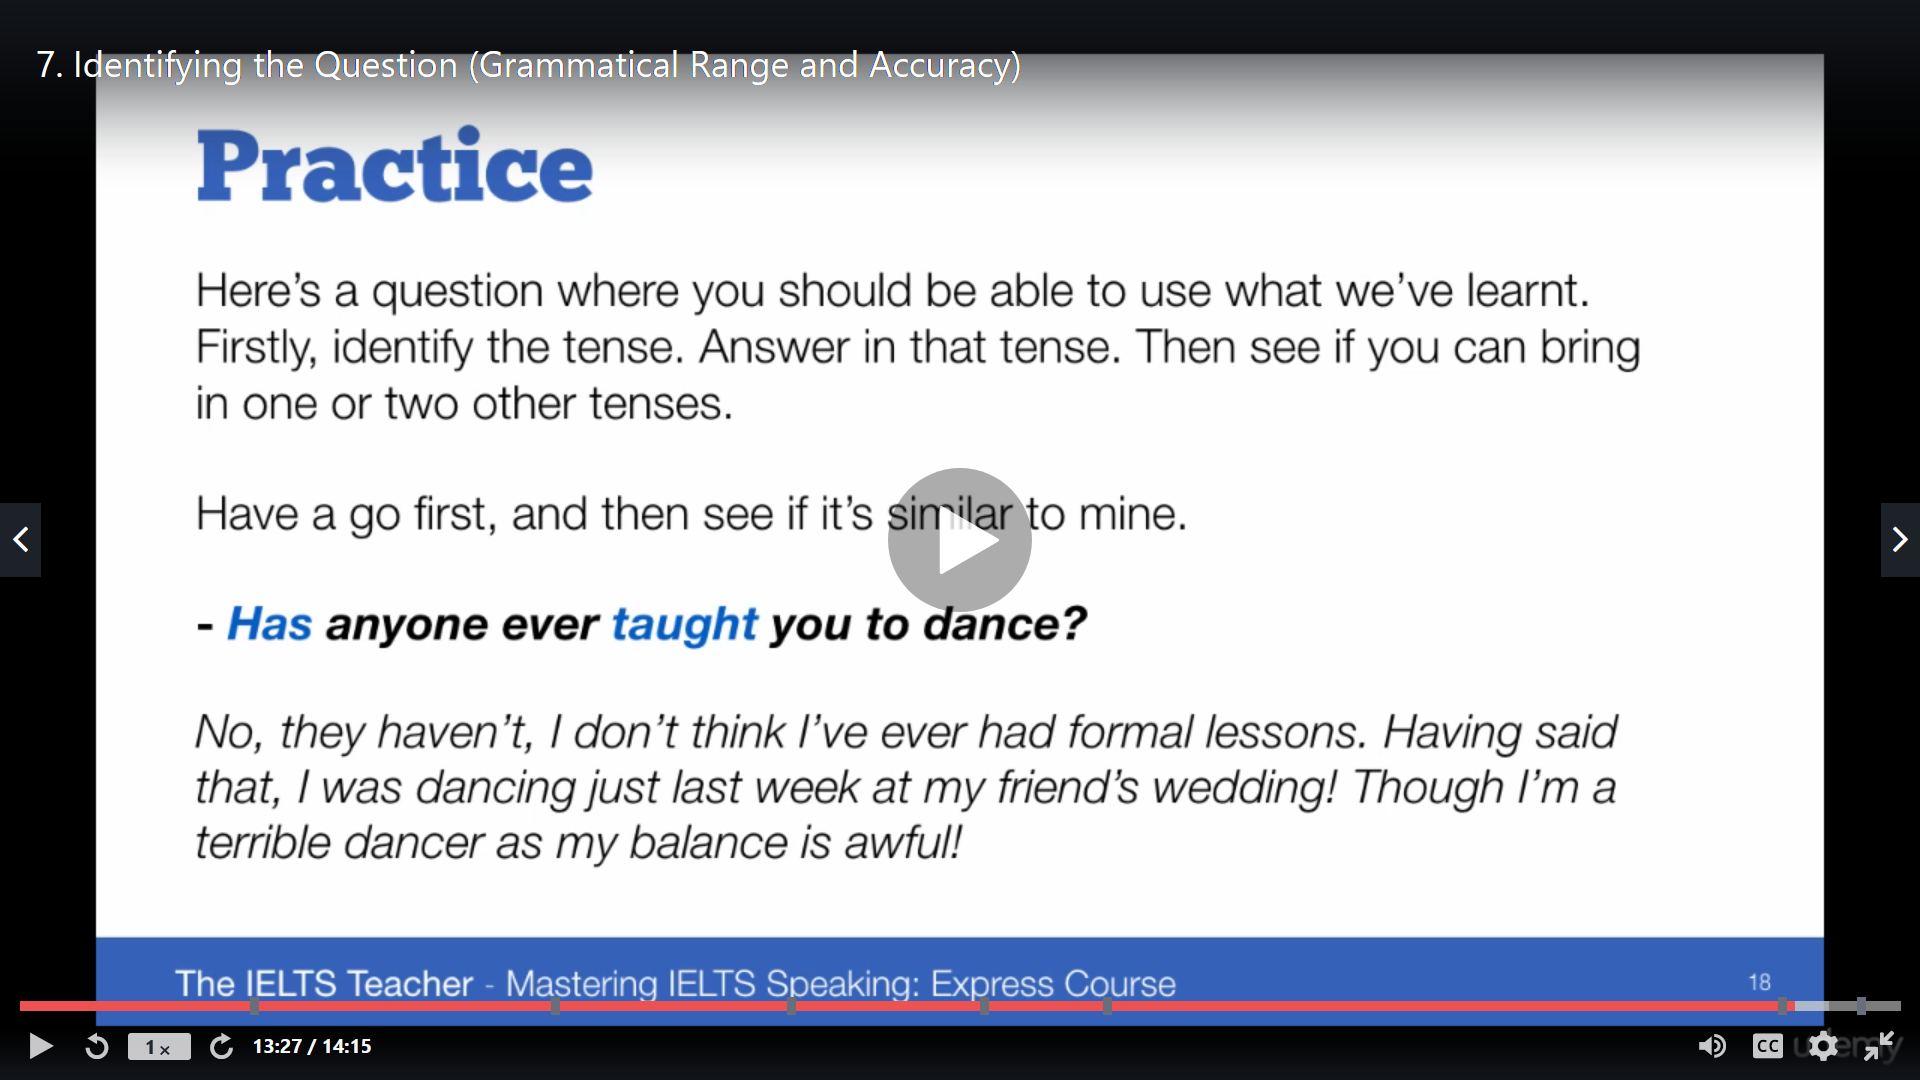 7. Identifying the Question (Grammatical Range and Accuracy)
Practice
Here’s a question where you should be able to use what we’ve learnt.
Firstly, identify the tense. Answer in that tense. Then see if you can bring
in one or two other tenses.
Have a go first, and then see if it’s similar to mine.
- Has anyone ever taught you to dance?
No, they haven’t, I don’t think I’ve ever had formal lessons. Having said
that, I was dancing just last week at my friend’s wedding! Though I’m a
terrible dancer as my balance is awful!
The IELTS Teacher - Mastering IELTS Speaking: Express Course
18
1x
13:27 / 14:15
CC
udemy